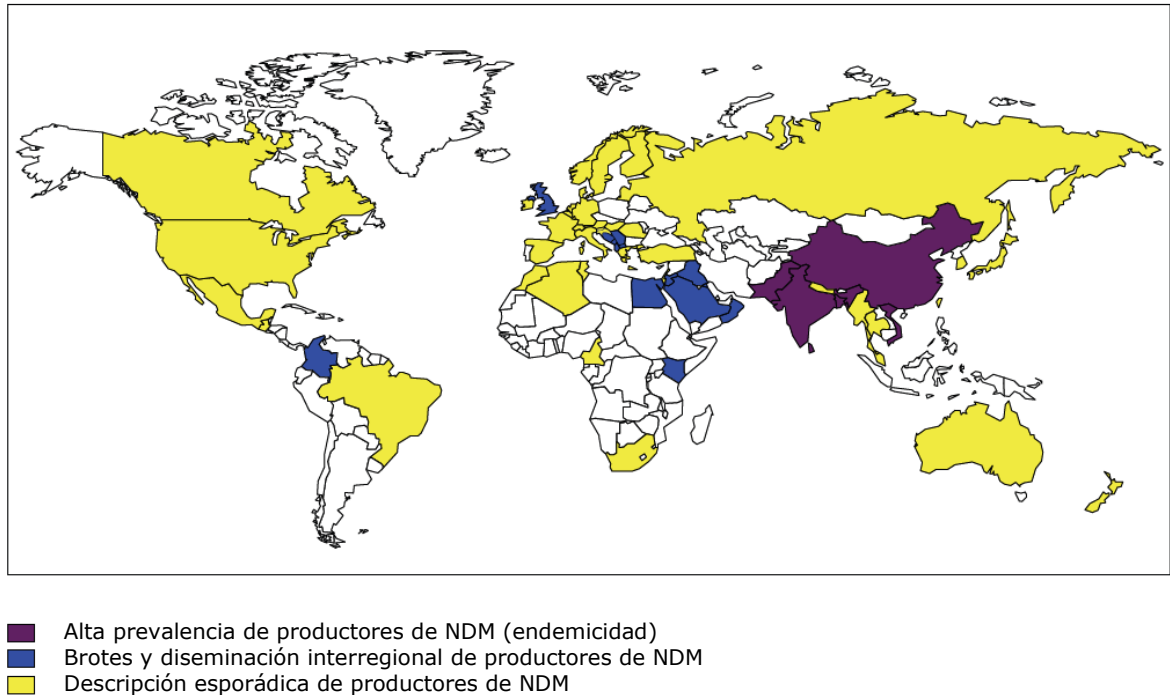 Alta prevalencia de productores de NDM (endemicidad)
Brotes y diseminación interregional de productores de NDM
Descripción esporádica de productores de NDM